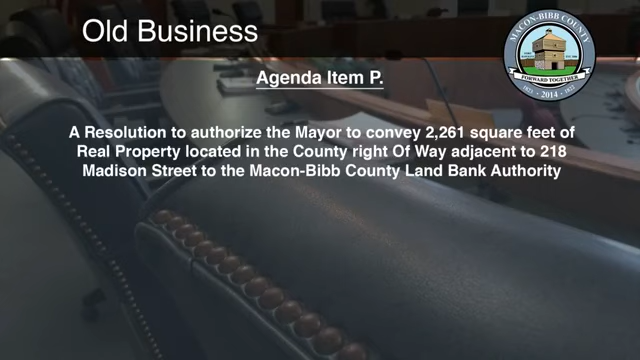 Old Business
MACON-BIBB COUNTY
FORWARD TOGETHER
2014
Agenda Item P.
A Resolution to authorize the Mayor to convey 2,261 square feet of
Real Property located in the County right Of Way adjacent to 218
Madison Street to the Macon-Bibb County Land Bank Authority